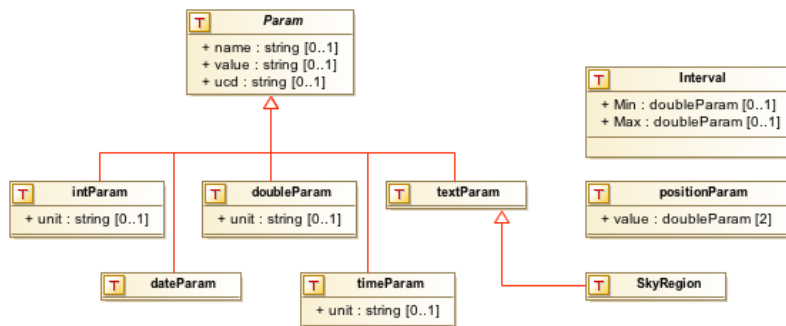 T Param
+ name : string [0..1]
+ value : string [0..1]
+ ucd : string [0..1]
T Interval
+ Min : doubleParam [0..1]
+ Max : doubleParam [0..1]
T intParam
+ unit : string [0..1]
T doubleParam
+ unit : string [0..1]
T textParam
T positionParam
+ value : doubleParam [2]
T dateParam
T timeParam
+ unit : string [0..1]
T SkyRegion